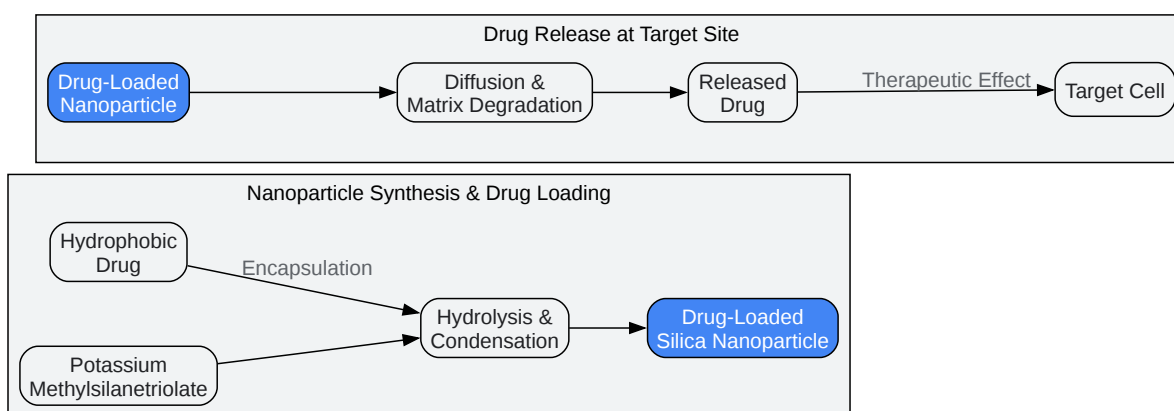 Drug Release at Target Site
Drug-Loaded
Nanoparticle
Diffusion &
Matrix Degradation
Released
Drug
Therapeutic Effect
Target Cell
Nanoparticle Synthesis & Drug Loading
Hydrophobic
Drug
Encapsulation
Potassium
Methylsilanetriolate
Hydrolysis &
Condensation
Drug-Loaded
Silica Nanoparticle